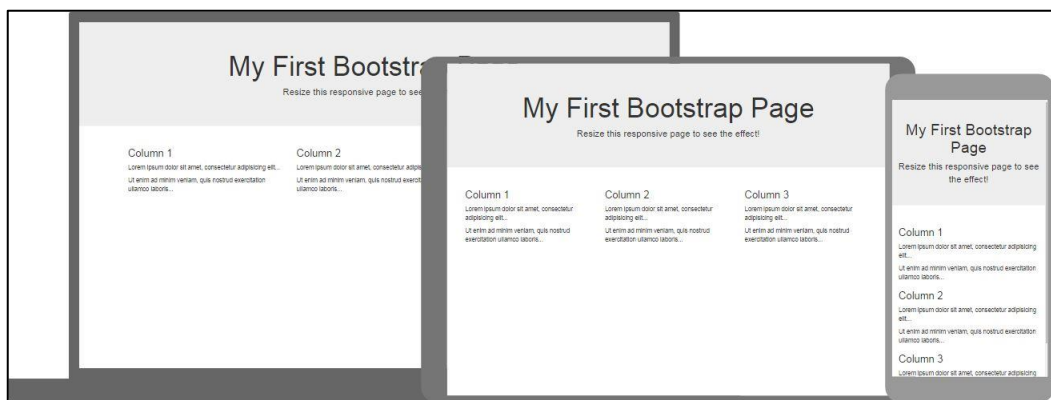 My First Bootstra
Resize this responsive page to see
Column 1
Lorem ipsum dolor sit amet, consectetur adipisicing elit...
Ut enim ad minim veniam, quis nostrud exercitation
ullamco laboris...
Column 2
Lorem ipsum dolor sit amet, consectetur adipisicing
Ut enim ad minim veniam, quis nostrud exercitation
ullamco laboris...
My First Bootstrap Page
Resize this responsive page to see the effect!
Column 1
Lorem ipsum dolor sit amet, consectetur
adipisicing elit...
Ut enim ad minim veniam, quis nostrud
exercitation ullamco laboris...
Column 2
Lorem ipsum dolor sit amet, consectetur
adipisicing elit...
Ut enim ad minim veniam, quis nostrud
exercitation ullamco laboris...
Column 3
Lorem ipsum dolor sit amet, consectetur
adipisicing elit...
Ut enim ad minim veniam, quis nostrud
exercitation ullamco laboris...
My First Bootstrap
Page
Resize this responsive page to see
the effect!
Column 1
Lorem ipsum dolor sit amet, consectetur adipisicing
elit...
Ut enim ad minim veniam, quis nostrud exercitation
ullamco laboris...
Column 2
Lorem ipsum dolor sit amet, consectetur adipisicing
elit...
Ut enim ad minim veniam, quis nostrud exercitation
ullamco laboris...
Column 3
Lorem ipsum dolor sit amet, consectetur adipisicing